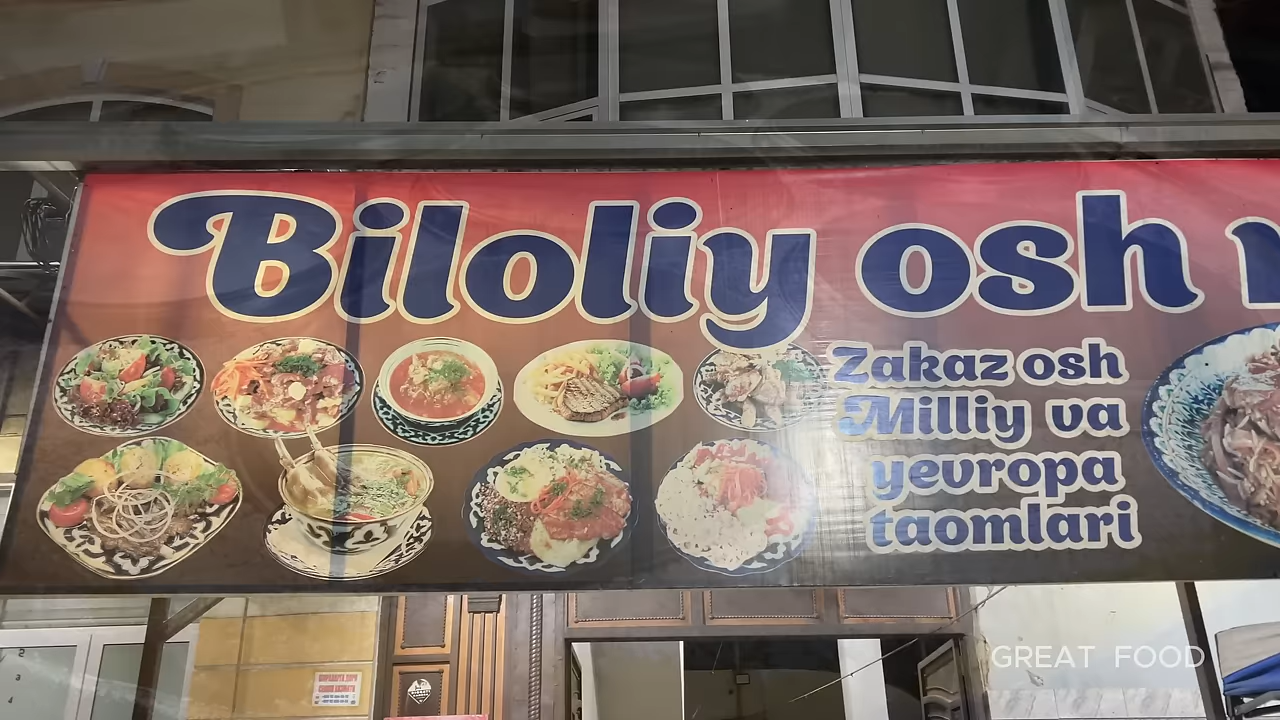 Biloliy osh
Zakaz osh
Milliy va
yevropa
taomlari
GREAT FOOD